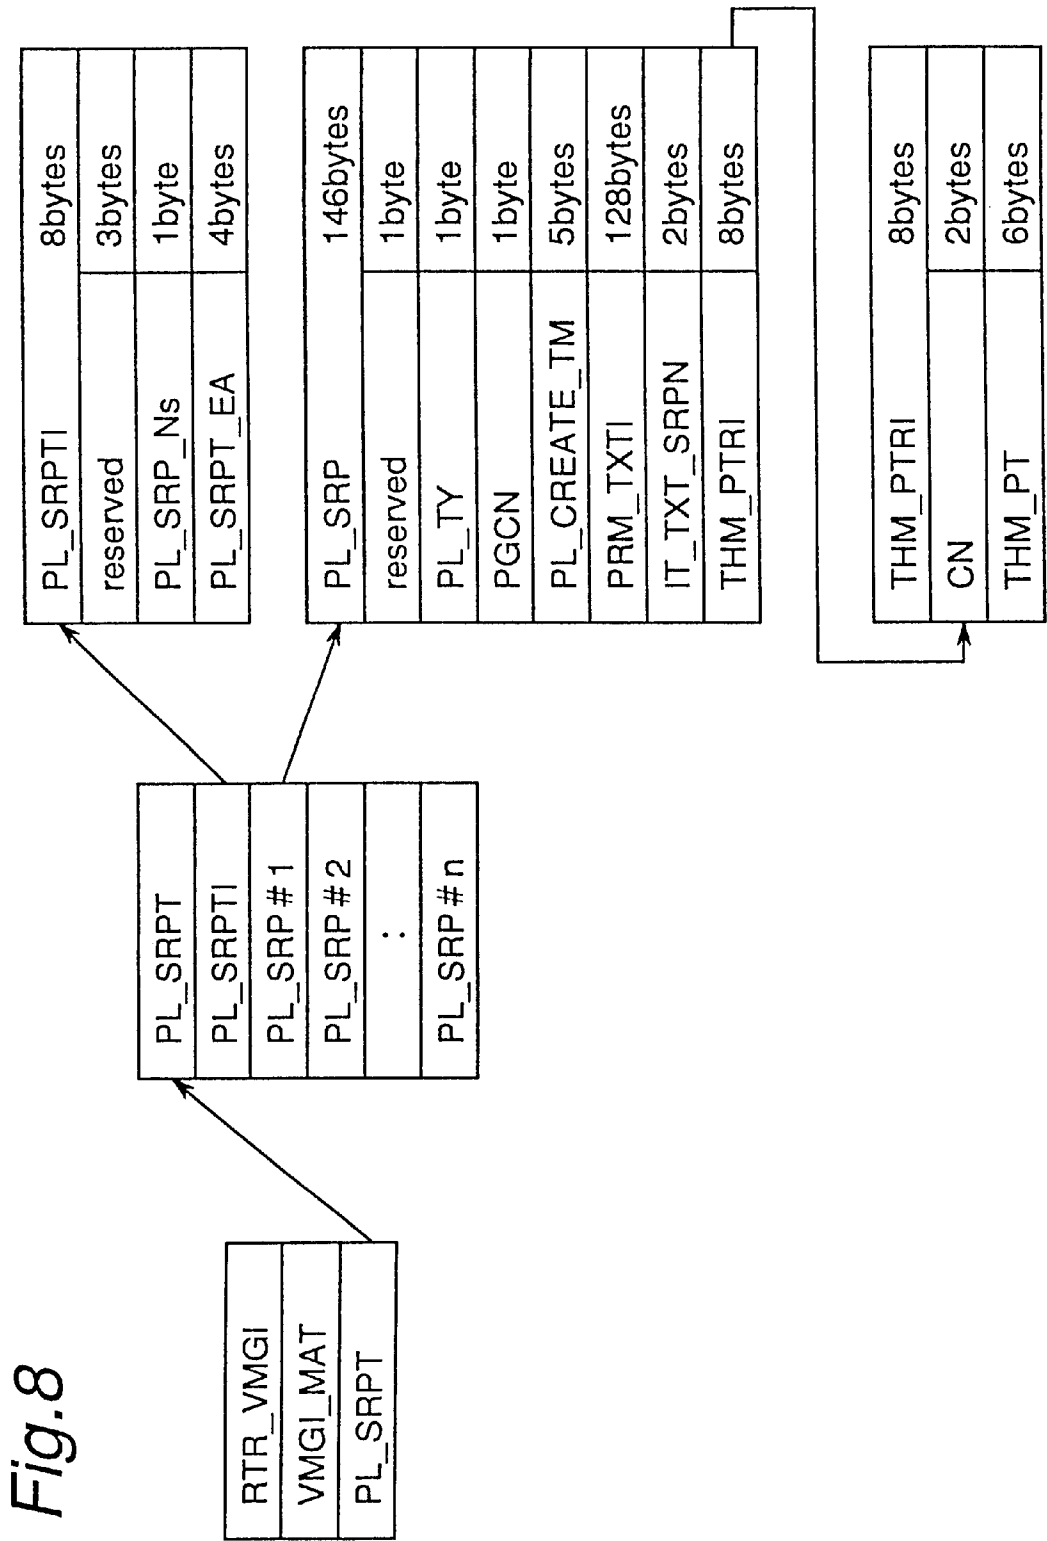 Fig.8
RTR_VMGI
VMGI_MAT
PL_SRPT
PL_SRPT
PL_SRPTI
PL_SRP#1
PL_SRP#2
:
PL_SRP#n
PL_SRPTI 8bytes
reserved 3bytes
PL_SRP_Ns 1byte
PL_SRPT_EA 4bytes
PL_SRP 146bytes
reserved 1byte
PL_TY 1byte
PGCN 1byte
PL_CREATE_TM 5bytes
PRM_TXTI 128bytes
IT_TXT_SRPN 2bytes
THM_PTRI 8bytes
THM_PTRI 8bytes
CN 2bytes
THM_PT 6bytes